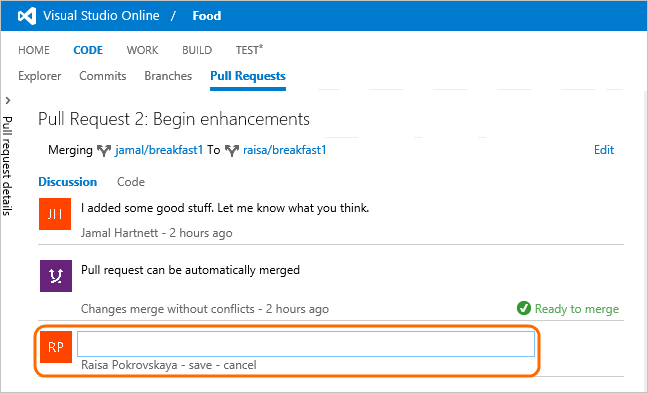 Visual Studio Online / Food
HOME CODE WORK BUILD TEST*
Explorer Commits Branches Pull Requests
Pull request details
Pull Request 2: Begin enhancements
Merging jamal/breakfast1 To raisa/breakfast1 Edit
Discussion Code
JH I added some good stuff. Let me know what you think.
Jamal Hartnett - 2 hours ago
Pull request can be automatically merged
Changes merge without conflicts - 2 hours ago Ready to merge
RP
Raisa Pokrovskaya - save - cancel